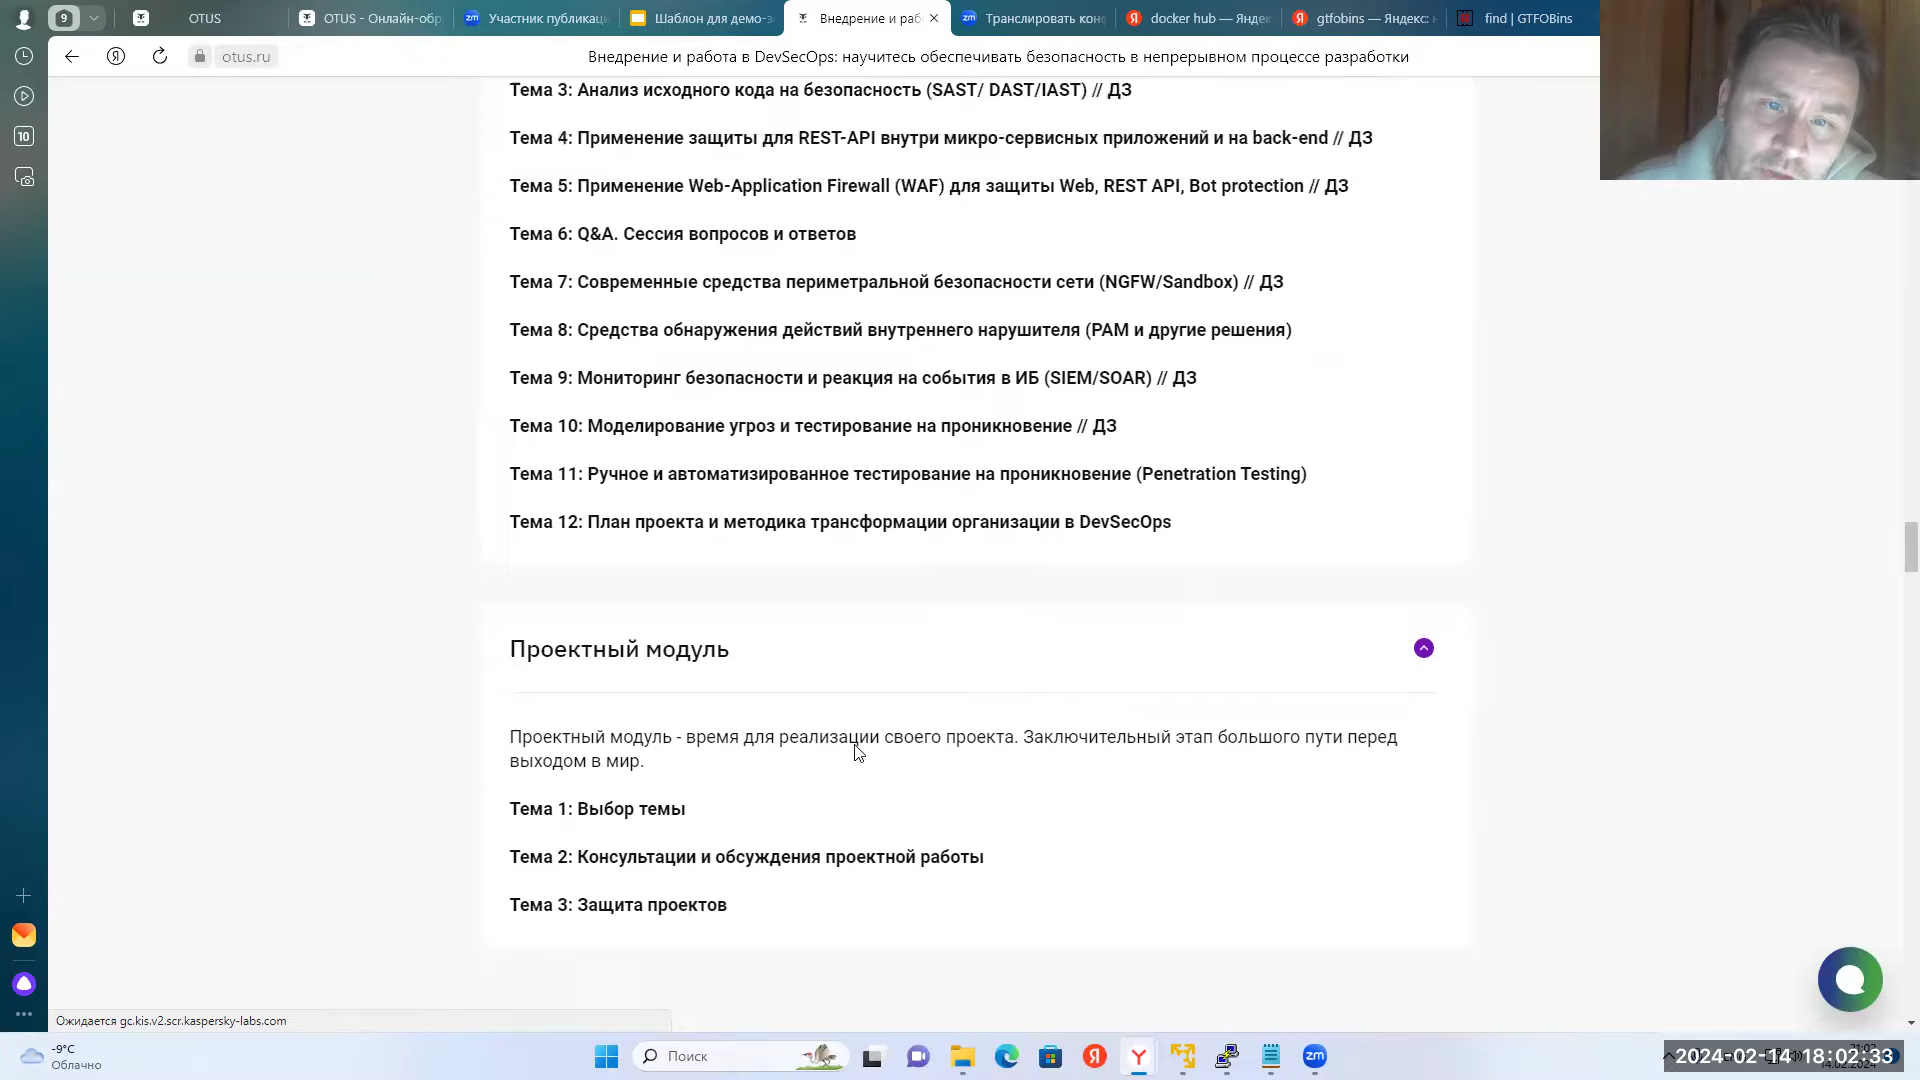 9
OTUS
OTUS - Онлайн-обр
Участник публикаци
Шаблон для демо-з
Внедрение и раб
Транслировать конс
docker hub — Яндек
gtfobins — Яндекс:
find | GTFOBins
otus.ru
Внедрение и работа в DevSecOps: научитесь обеспечивать безопасность в непрерывном процессе разработки
10
Тема 3: Анализ исходного кода на безопасность (SAST/ DAST/IAST) // ДЗ
Тема 4: Применение защиты для REST-API внутри микро-сервисных приложений и на back-end // ДЗ
Тема 5: Применение Web-Application Firewall (WAF) для защиты Web, REST API, Bot protection // ДЗ
Тема 6: Q&A. Сессия вопросов и ответов
Тема 7: Современные средства периметральной безопасности сети (NGFW/Sandbox) // ДЗ
Тема 8: Средства обнаружения действий внутреннего нарушителя (PAM и другие решения)
Тема 9: Мониторинг безопасности и реакция на события в ИБ (SIEM/SOAR) // ДЗ
Тема 10: Моделирование угроз и тестирование на проникновение // ДЗ
Тема 11: Ручное и автоматизированное тестирование на проникновение (Penetration Testing)
Тема 12: План проекта и методика трансформации организации в DevSecOps
Проектный модуль
Проектный модуль - время для реализации своего проекта. Заключительный этап большого пути перед
выходом в мир.
Тема 1: Выбор темы
Тема 2: Консультации и обсуждения проектной работы
Тема 3: Защита проектов
Ожидается gc.kis.v2.scr.kaspersky-labs.com
-9°C
Облачно
Поиск
2024-02-14 18:02:33